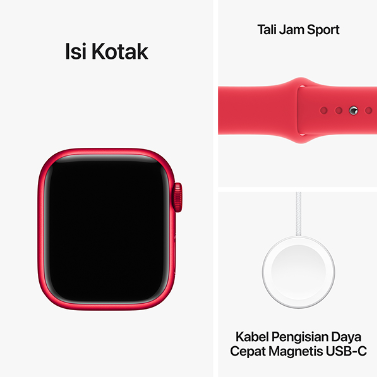 Isi Kotak
Tali Jam Sport
Kabel Pengisian Daya
Cepat Magnetis USB-C